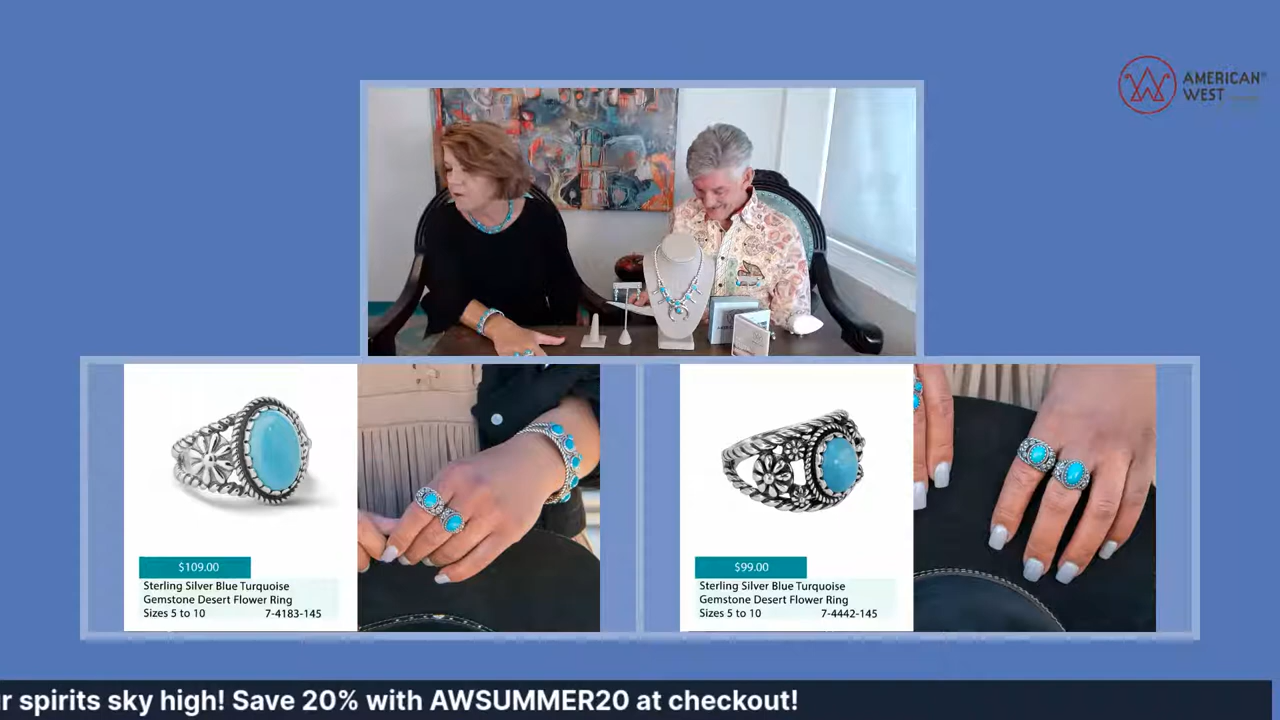 AMERICAN
WEST
$109.00
Sterling Silver Blue Turquoise
Gemstone Desert Flower Ring
Sizes 5 to 10 7-4183-145
$99.00
Sterling Silver Blue Turquoise
Gemstone Desert Flower Ring
Sizes 5 to 10 7-4442-145
r spirits sky high! Save 20% with AWSUMMER20 at checkout!